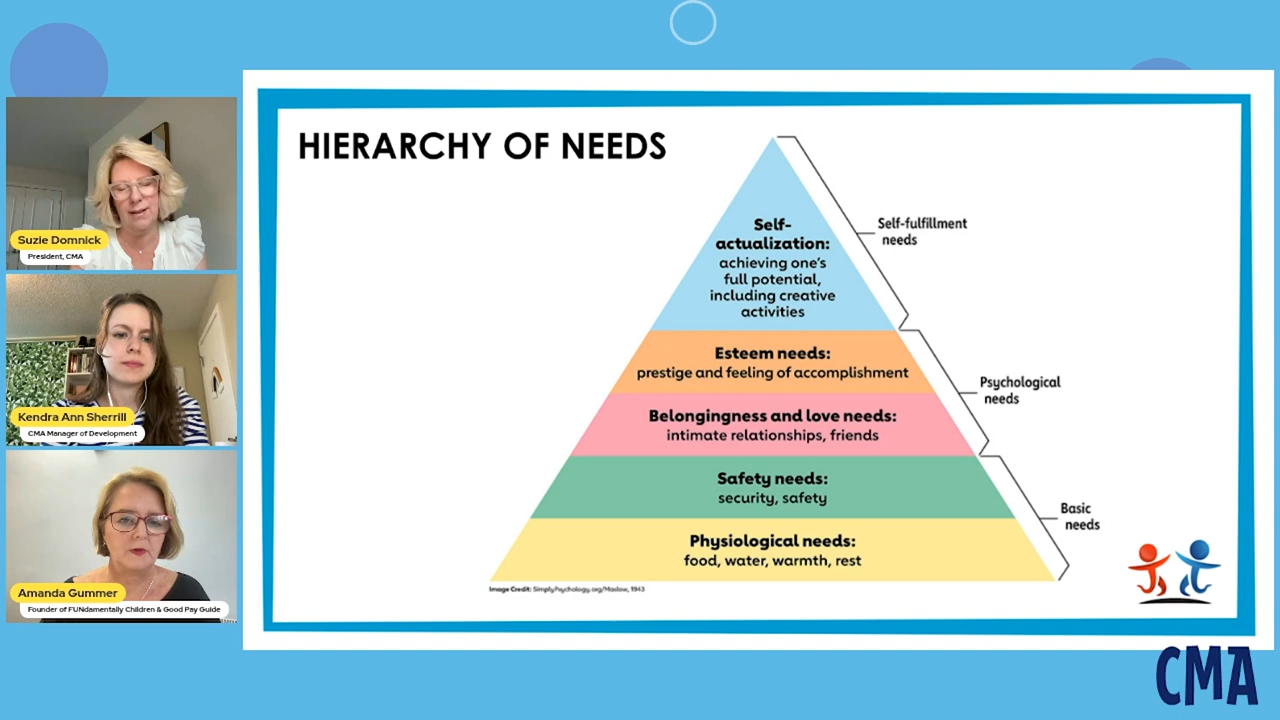 Suzie Domnick
President, CMA
Kendra Ann Sherrill
CMA Manager of Development
Amanda Gummer
Founder of FUNdamentally Children & Good Pay Guide
HIERARCHY OF NEEDS
Self-
actualization:
achieving one's
full potential,
including creative
activities
Esteem needs:
prestige and feeling of accomplishment
Belongingness and love needs:
intimate relationships, friends
Safety needs:
security, safety
Physiological needs:
food, water, warmth, rest
Self-fulfillment
needs
Psychological
needs
Basic
needs
Image Credit: SimplyPsychology.org/Maslow, 1943
CMA